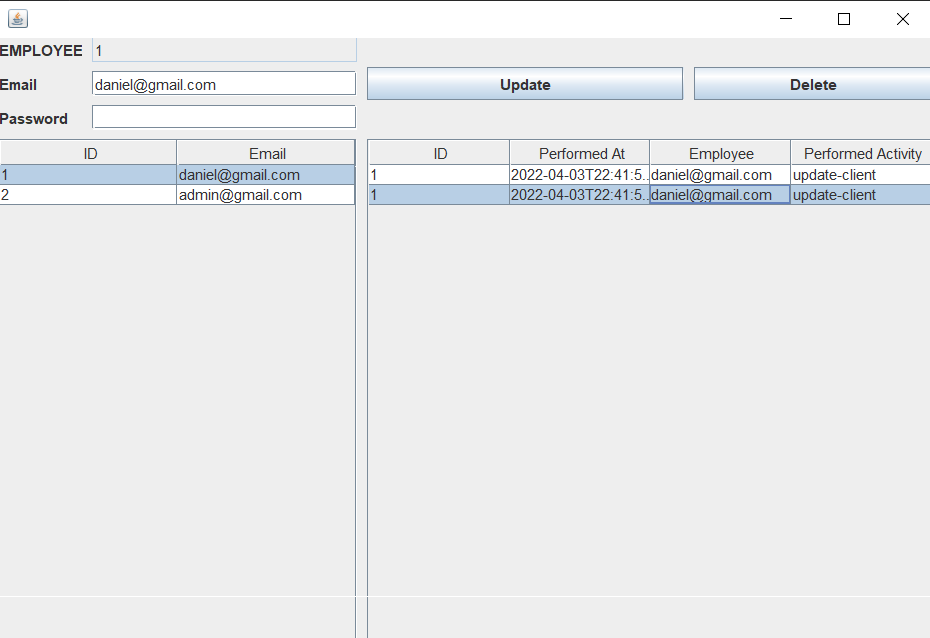 EMPLOYEE 1
Email daniel@gmail.com Update Delete
Password
ID Email ID Performed At Employee Performed Activity
1 daniel@gmail.com 1 2022-04-03T22:41:5... daniel@gmail.com update-client
2 admin@gmail.com 1 2022-04-03T22:41:5... daniel@gmail.com update-client